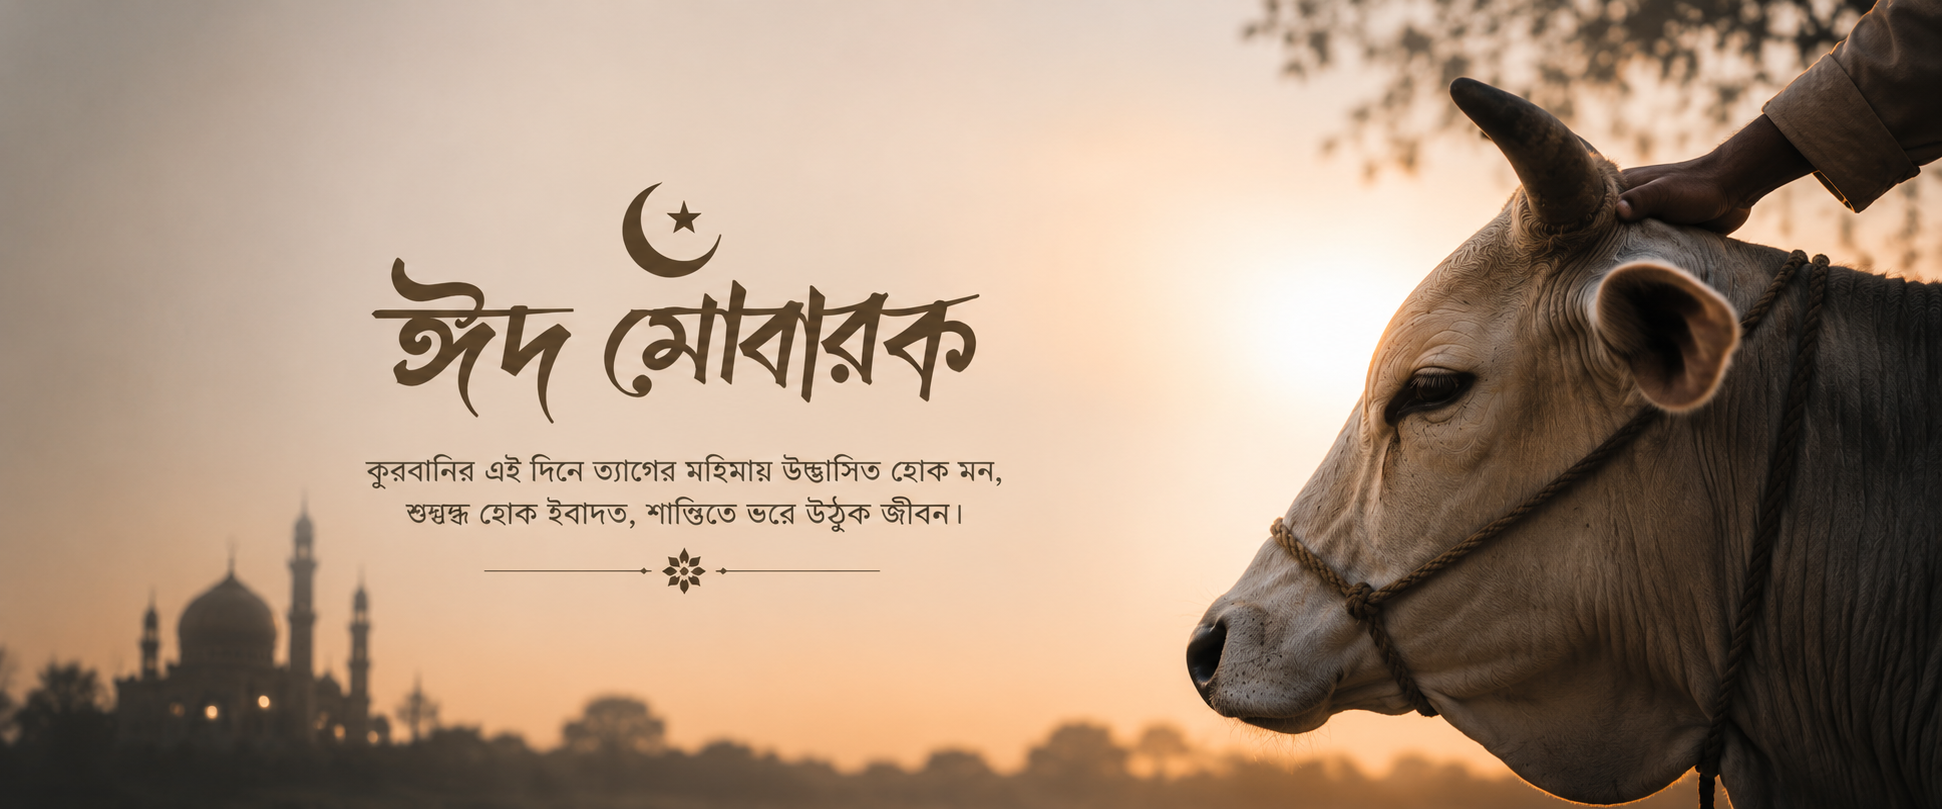 ঈদ মোবারক
কুরবানির এই দিনে ত্যাগের মহিমায় উদ্ভাসিত হোক মন,
হোক ইবাদত, শান্তিতে ভরে উঠুক জীবন।